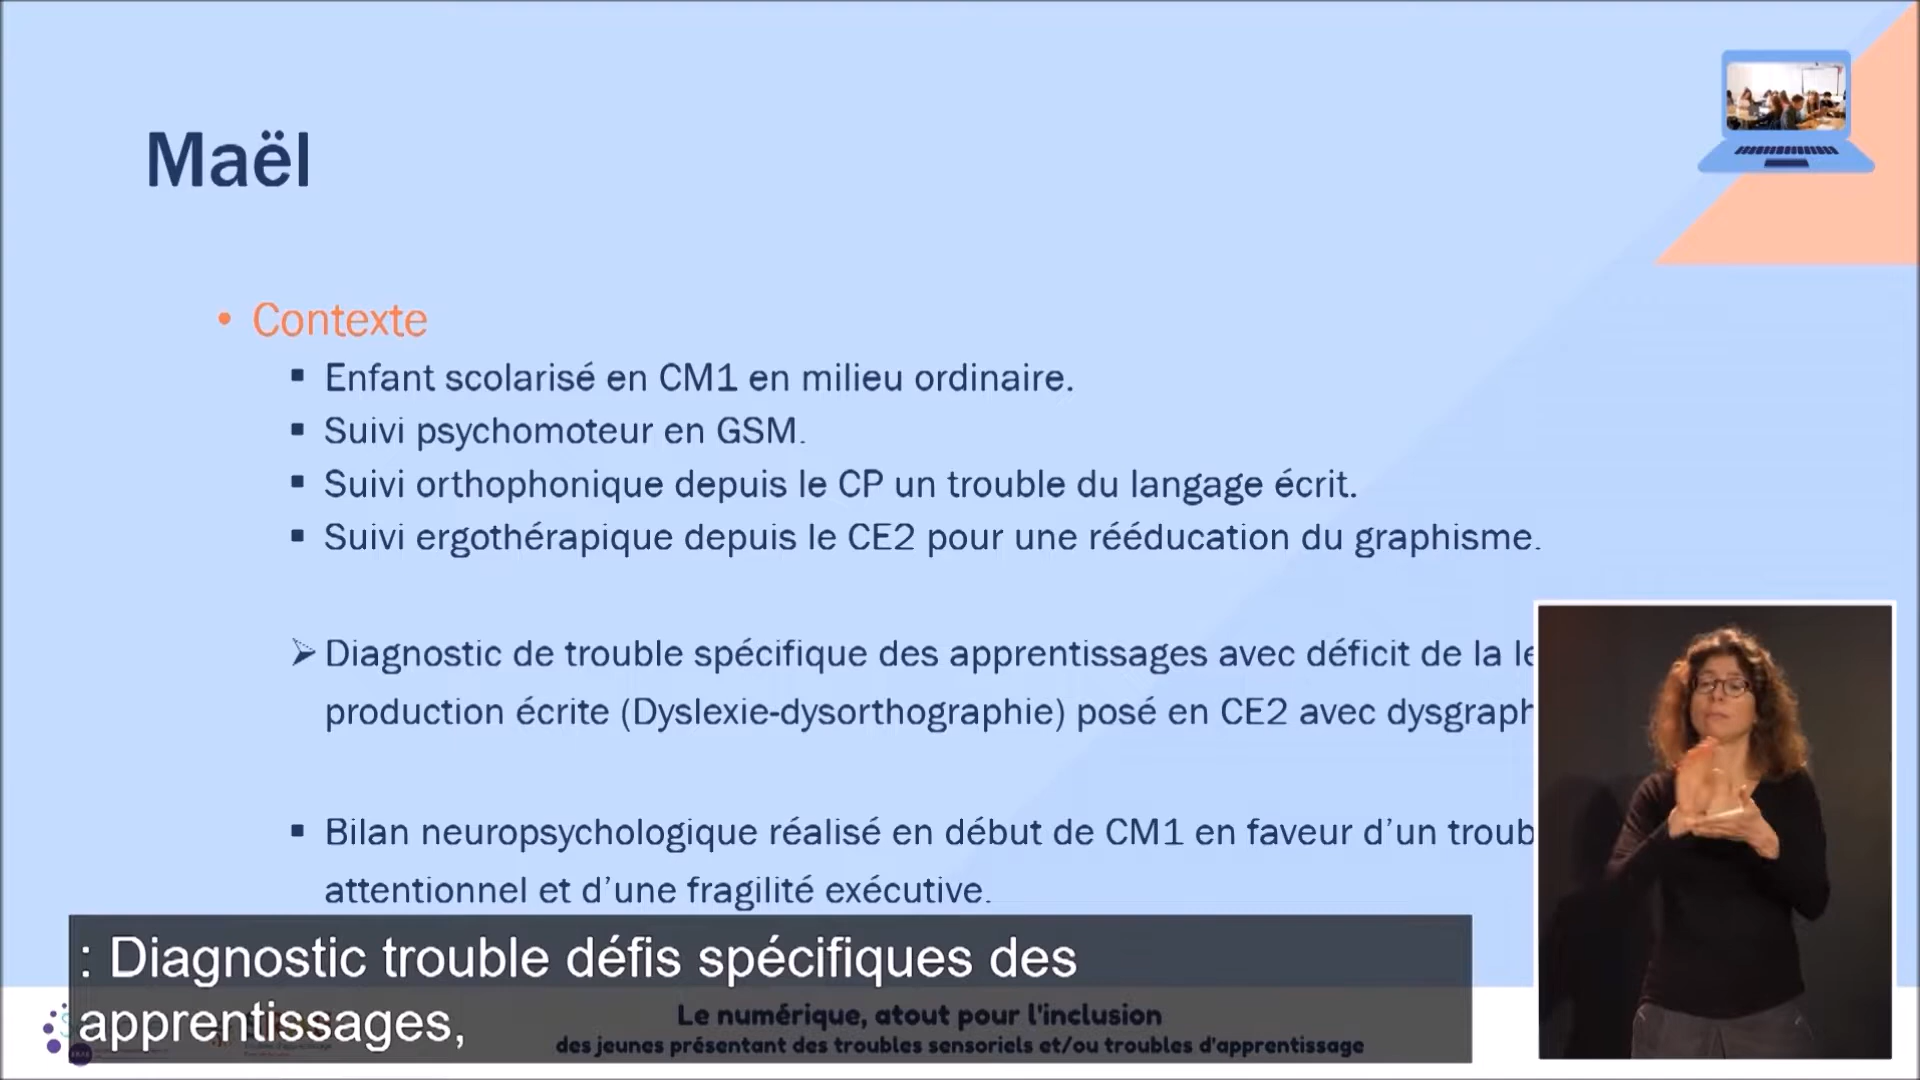 Maël
• Contexte
▪ Enfant scolarisé en CM1 en milieu ordinaire.
▪ Suivi psychomoteur en GSM.
▪ Suivi orthophonique depuis le CP un trouble du langage écrit.
▪ Suivi ergothérapique depuis le CE2 pour une rééducation du graphisme.
➢ Diagnostic de trouble spécifique des apprentissages avec déficit de la le
production écrite (Dyslexie-dysorthographie) posé en CE2 avec dysgraph
▪ Bilan neuropsychologique réalisé en début de CM1 en faveur d’un troub
attentionnel et d’une fragilité exécutive.
: Diagnostic trouble défis spécifiques des
apprentissages,
Le numérique, atout pour l'inclusion
des jeunes présentant des troubles sensoriels et/ou troubles d'apprentissage